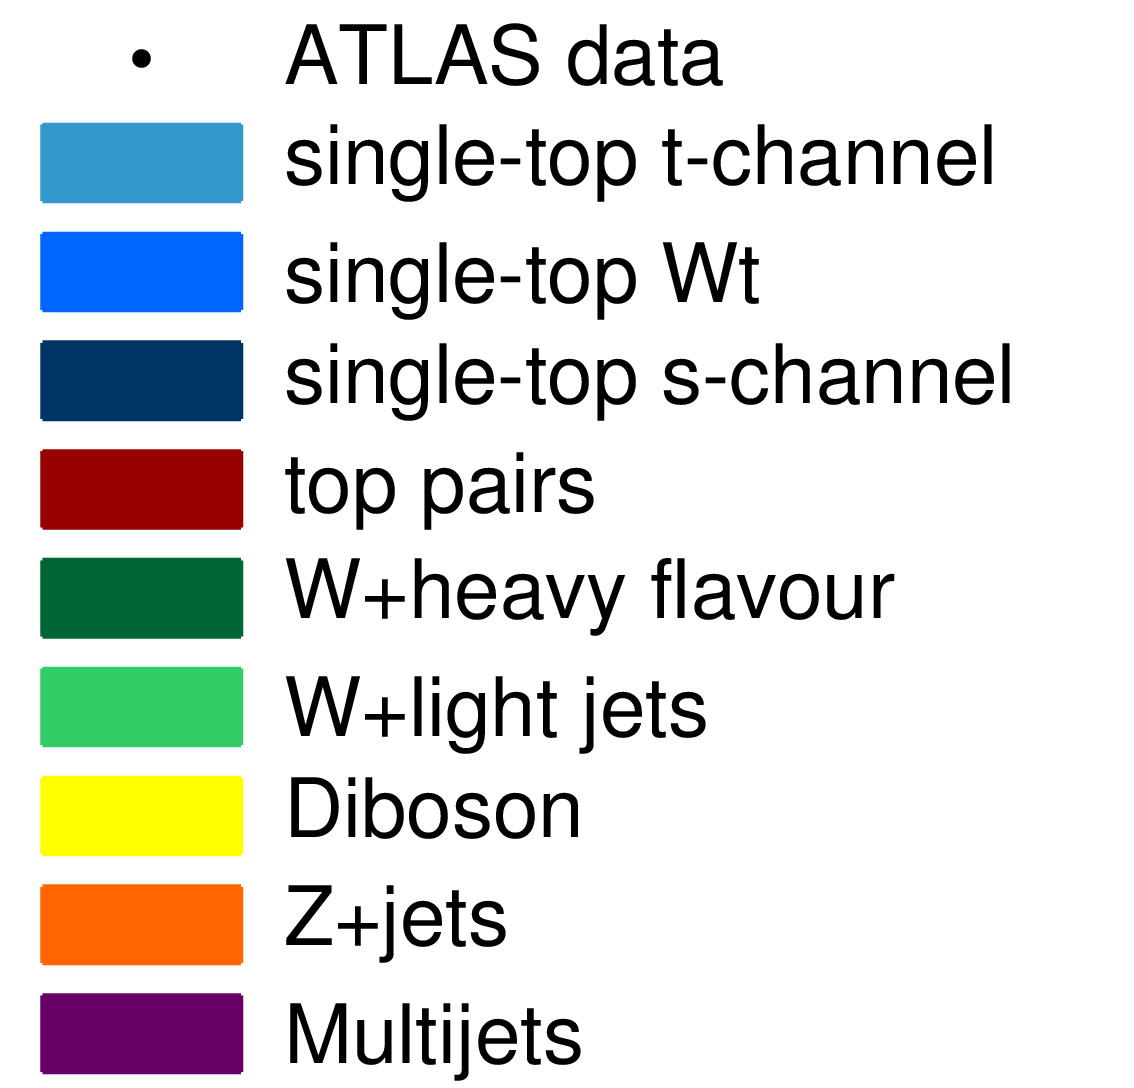 ATLAS data
single-top t-channel
single-top Wt
single-top s-channel
top pairs
W+heavy flavour
W+light jets
Diboson
Z+jets
Multijets